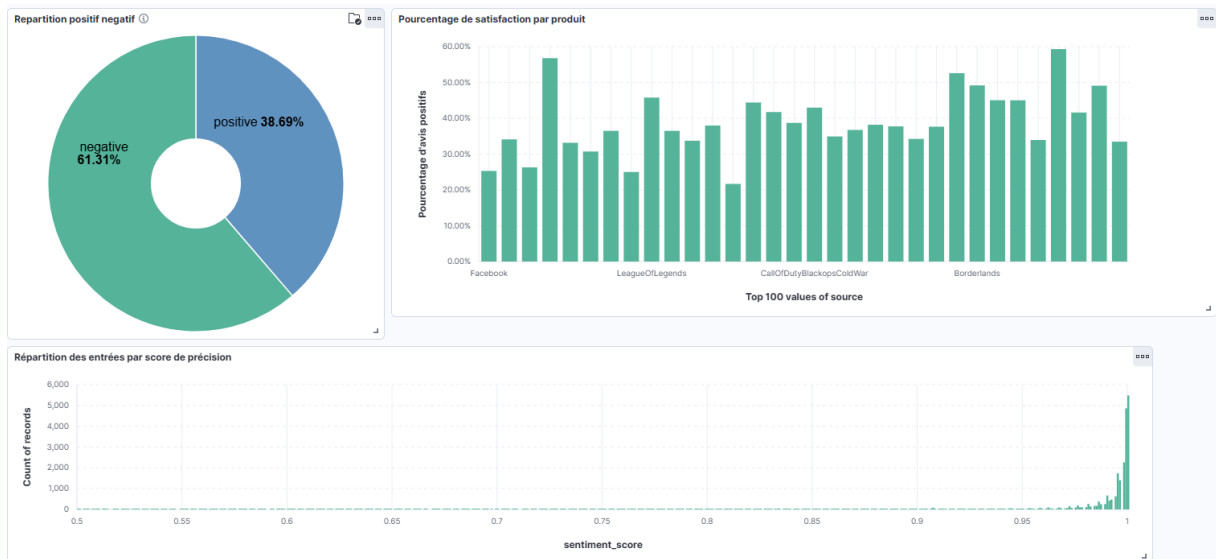 Repartition positif negatif
positive 38.69%
negative
61.31%
Pourcentage de satisfaction par produit
60.00%
50.00%
40.00%
30.00%
20.00%
10.00%
0.00%
Pourcentage d'avis positifs
Facebook
LeagueOfLegends
CallOfDutyBlackopsColdWar
Borderlands
Top 100 values of source
Répartition des entrées par score de précision
6,000
5,000
4,000
3,000
2,000
1,000
0
Count of records
0.5
0.55
0.6
0.65
0.7
0.75
0.8
0.85
0.9
0.95
1
sentiment_score